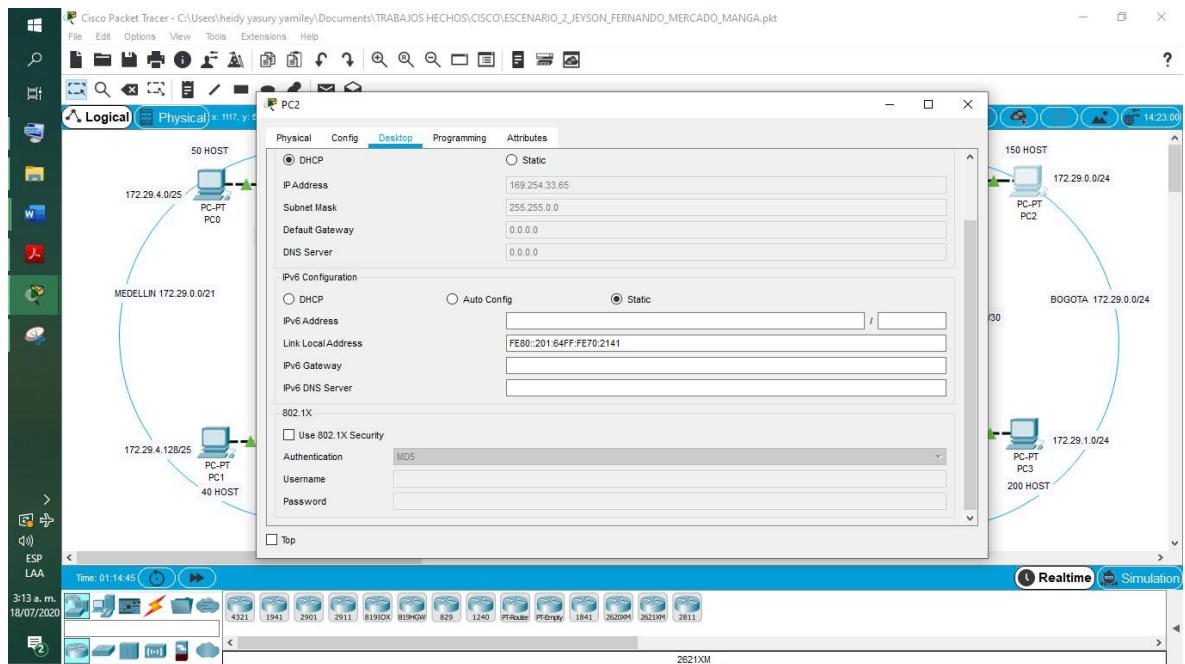 Cisco Packet Tracer - C:\Users\heidy yasury yamiley\Documents\TRABAJOS HECHOS\CISCO\ESCENARIO_2_JEYSON_FERNANDO_MERCADO_MANGA.pkt
File Edit Options View Tools Extensions Help
Logical Physical x: 1117, y:
14:23:00
PC2
Physical Config Desktop Programming Attributes
DHCP Static
IP Address 169.254.33.65
Subnet Mask 255.255.0.0
Default Gateway 0.0.0.0
DNS Server 0.0.0.0
IPv6 Configuration
DHCP Auto Config Static
IPv6 Address /
Link Local Address FE80::201:64FF:FE70:2141
IPv6 Gateway
IPv6 DNS Server
802.1X
Use 802.1X Security
Authentication MD5
Username
Password
Top
50 HOST
172.29.4.0/25
PC-PT
PC0
MEDELLIN 172.29.0.0/21
172.29.4.128/25
PC-PT
PC1
40 HOST
150 HOST
172.29.0.0/24
PC-PT
PC2
/30
BOGOTA 172.29.0.0/24
172.29.1.0/24
PC-PT
PC3
200 HOST
Time: 01:14:45
Realtime Simulation
4321 1941 2901 2911 819IOX 819HGW 829 1240 PT-Router PT-Empty 1841 2620XM 2621XM 2811
2621XM
ESP
LAA
3:13 a. m.
18/07/2020
2